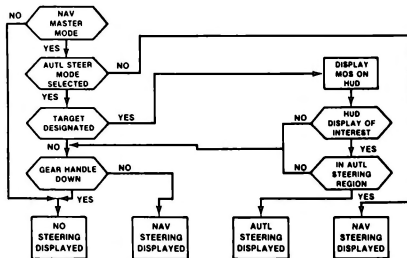 NO
NAV
MASTER
MODE
YES
AUTL STEER
MODE
SELECTED
NO
YES
TARGET
DESIGNATED
YES
NO
GEAR HANDLE
DOWN
NO
YES
DISPLAY
MOS ON
HUD
NO
HUD
DISPLAY OF
INTEREST
YES
NO
IN AUTL
STEERING
REGION
YES
NO
STEERING
DISPLAYED
NAV
STEERING
DISPLAYED
AUTL
STEERING
DISPLAYED
NAV
STEERING
DISPLAYED